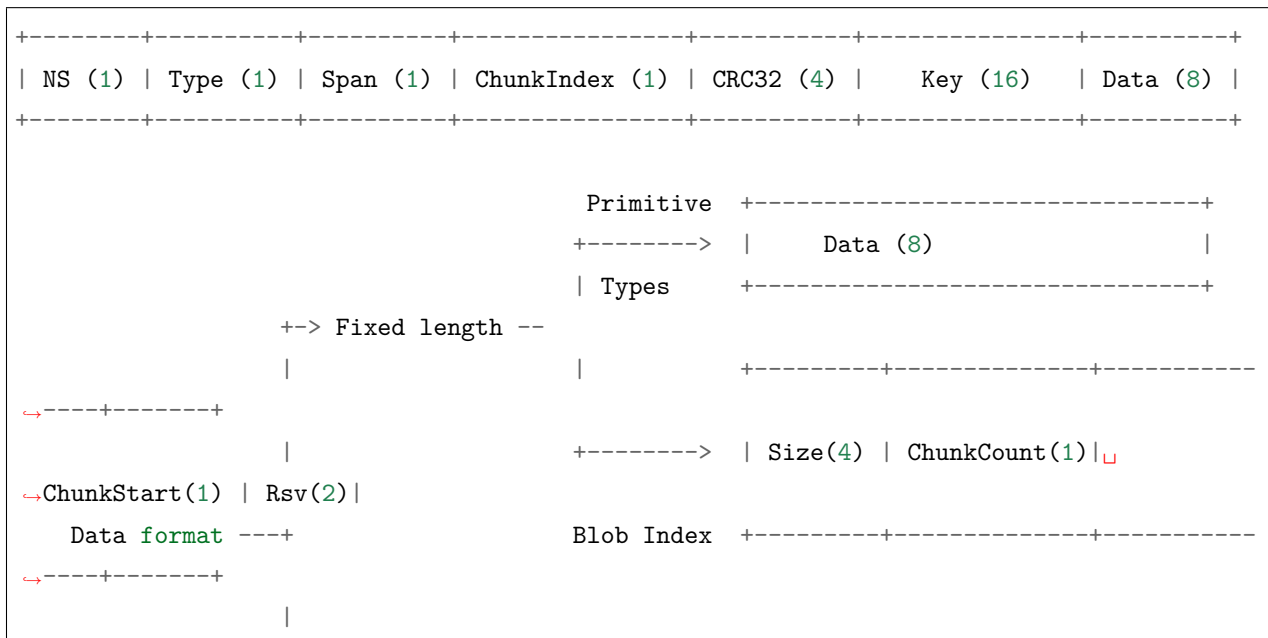 +--------+----------+----------+---------------+-----------+---------------+----------+
| NS (1) | Type (1) | Span (1) | ChunkIndex (1) | CRC32 (4) |    Key (16)   | Data (8) |
+--------+----------+----------+---------------+-----------+---------------+----------+
                                       Primitive  +--------------------------------+
                                      +-------->  |     Data (8)                   |
                                      | Types     +--------------------------------+
                   +-> Fixed length --
                   |                   |           +---------+--------------+-----------
↪----+-------+
                   |                   +-------->  | Size(4) | ChunkCount(1)|␣
↪ChunkStart(1) | Rsv(2)|
    Data format ---+                   Blob Index  +---------+--------------+-----------
↪----+-------+
                   |